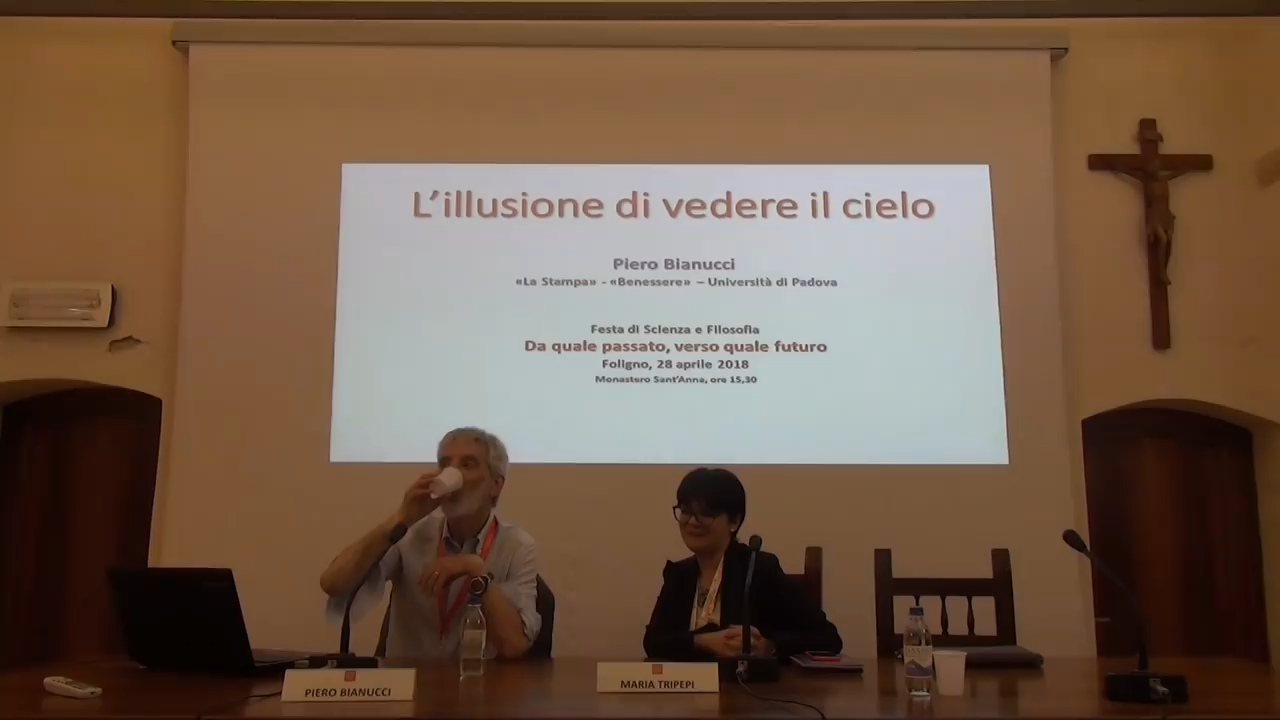 L'illusione di vedere il cielo
Piero Bianucci
«La Stampa» - «Benessere» – Università di Padova
Festa di Scienza e Filosofia
Da quale passato, verso quale futuro
Foligno, 28 aprile 2018
Monastero Sant'Anna, ore 15,30
PIERO BIANUCCI
MARIA TRIPEPI